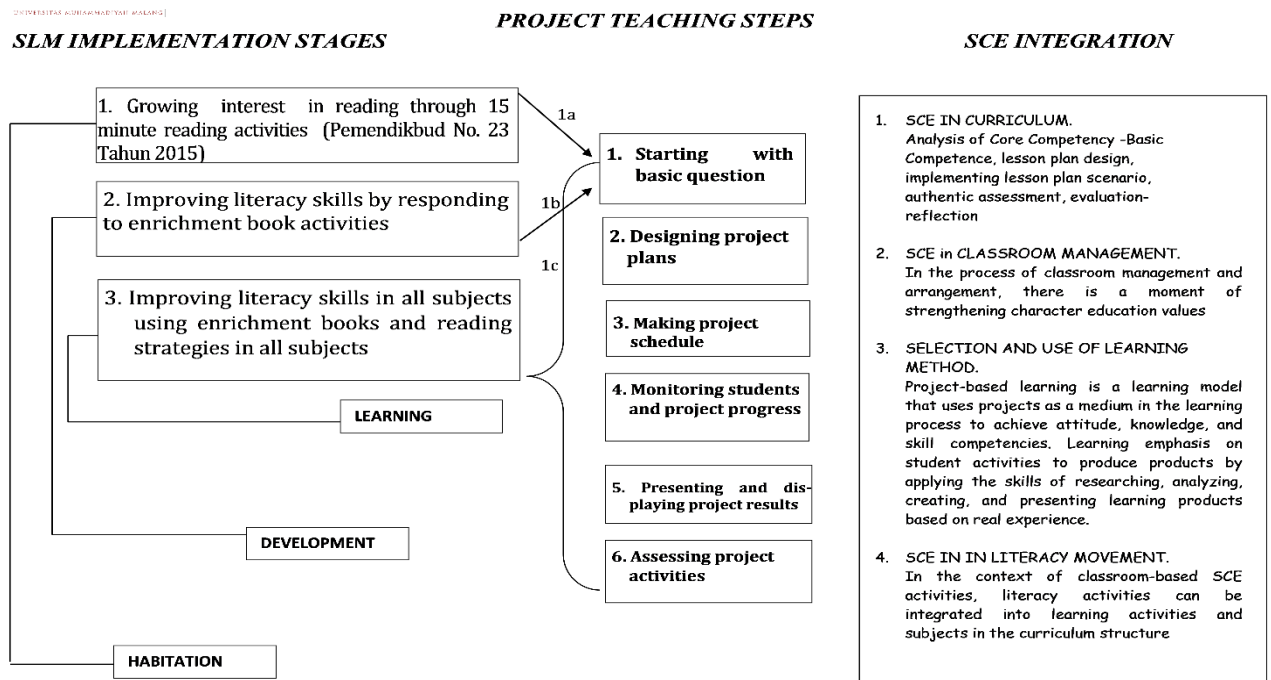 UNIVERSITAS MUHAMMADIYAH MALANG
PROJECT TEACHING STEPS
SLM IMPLEMENTATION STAGES
SCE INTEGRATION
1. Growing interest in reading through 15
minute reading activities (Pemendikbud No. 23
Tahun 2015)
2. Improving literacy skills by responding
to enrichment book activities
3. Improving literacy skills in all subjects
using enrichment books and reading
strategies in all subjects
LEARNING
DEVELOPMENT
HABITATION
1a
1b
1c
1. Starting with
basic question
2. Designing project
plans
3. Making project
schedule
4. Monitoring students
and project progress
5. Presenting and dis-
playing project results
6. Assessing project
activities
1. SCE IN CURRICULUM.
Analysis of Core Competency -Basic
Competence, lesson plan design,
implementing lesson plan scenario,
authentic assessment, evaluation-
reflection
2. SCE in CLASSROOM MANAGEMENT.
In the process of classroom management and
arrangement, there is a moment of
strengthening character education values
3. SELECTION AND USE OF LEARNING
METHOD.
Project-based learning is a learning model
that uses projects as a medium in the learning
process to achieve attitude, knowledge, and
skill competencies. Learning emphasis on
student activities to produce products by
applying the skills of researching, analyzing,
creating, and presenting learning products
based on real experience.
4. SCE IN IN LITERACY MOVEMENT.
In the context of classroom-based SCE
activities, literacy activities can be
integrated into learning activities and
subjects in the curriculum structure